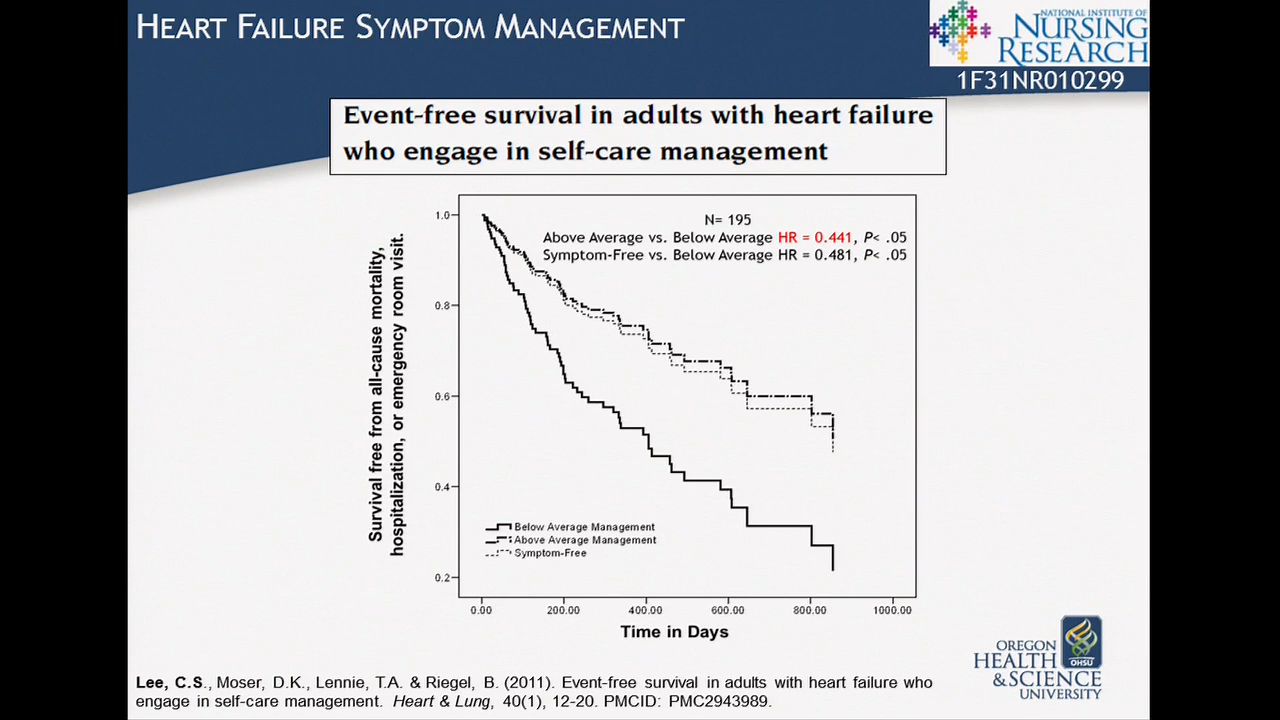 HEART FAILURE SYMPTOM MANAGEMENT
NATIONAL INSTITUTE OF
NURSING
RESEARCH
1F31NR010299
Event-free survival in adults with heart failure
who engage in self-care management
N= 195
Above Average vs. Below Average HR = 0.441, P< .05
Symptom-Free vs. Below Average HR = 0.481, P< .05
Survival free from all-cause mortality,
hospitalization, or emergency room visit.
1.0
0.8
0.6
0.4
0.2
Below Average Management
Above Average Management
Symptom-Free
0.00 200.00 400.00 600.00 800.00 1000.00
Time in Days
OREGON
HEALTH
& SCIENCE
UNIVERSITY
OHSU
Lee, C.S., Moser, D.K., Lennie, T.A. & Riegel, B. (2011). Event-free survival in adults with heart failure who
engage in self-care management. Heart & Lung, 40(1), 12-20. PMCID: PMC2943989.